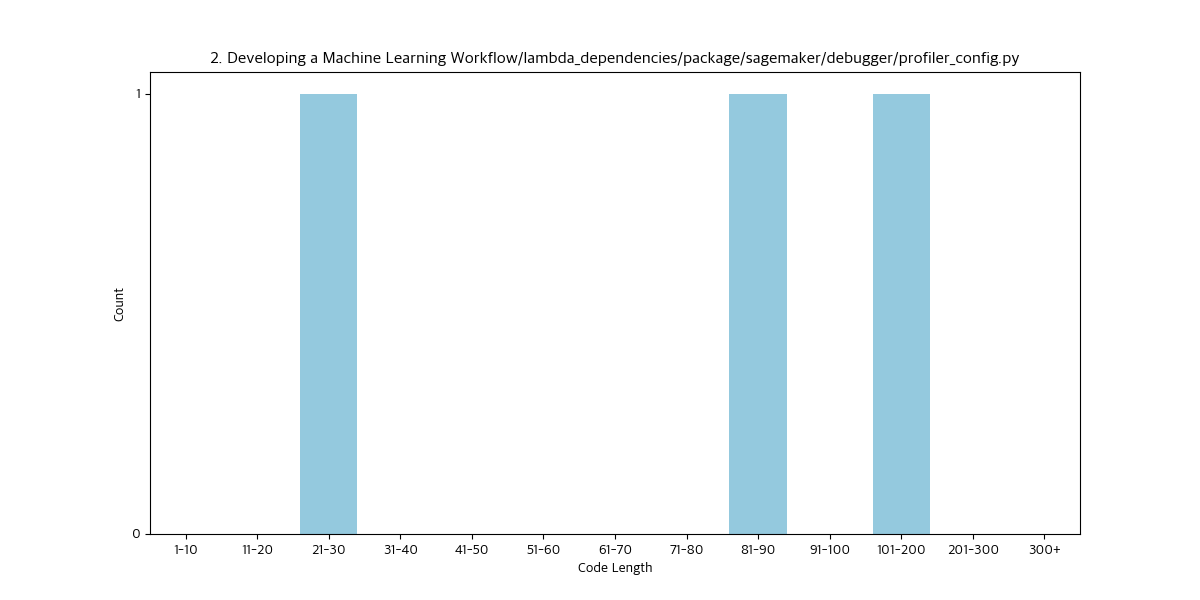 2. Developing a Machine Learning Workflow/lambda_dependencies/package/sagemaker/debugger/profiler_config.py
1
Count
0
1-10 11-20 21-30 31-40 41-50 51-60 61-70 71-80 81-90 91-100 101-200 201-300 300+
Code Length